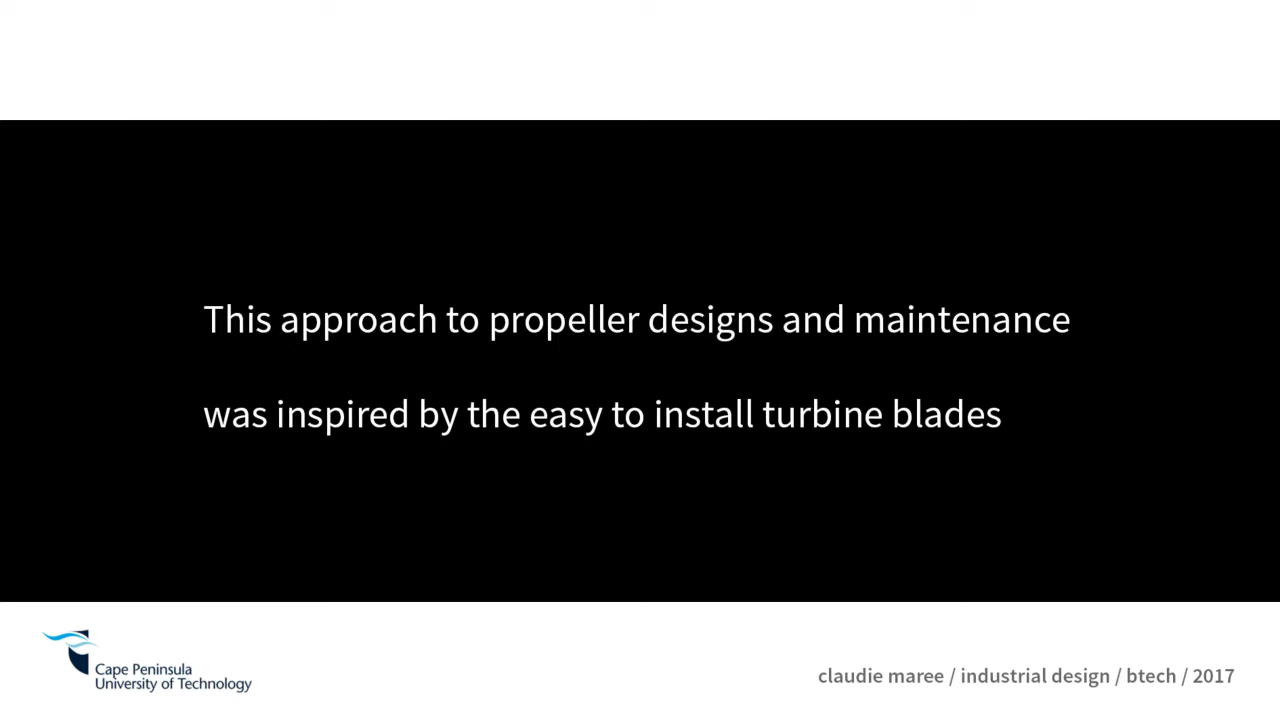 This approach to propeller designs and maintenance
was inspired by the easy to install turbine blades
Cape Peninsula
University of Technology
claudie maree / industrial design / btech / 2017